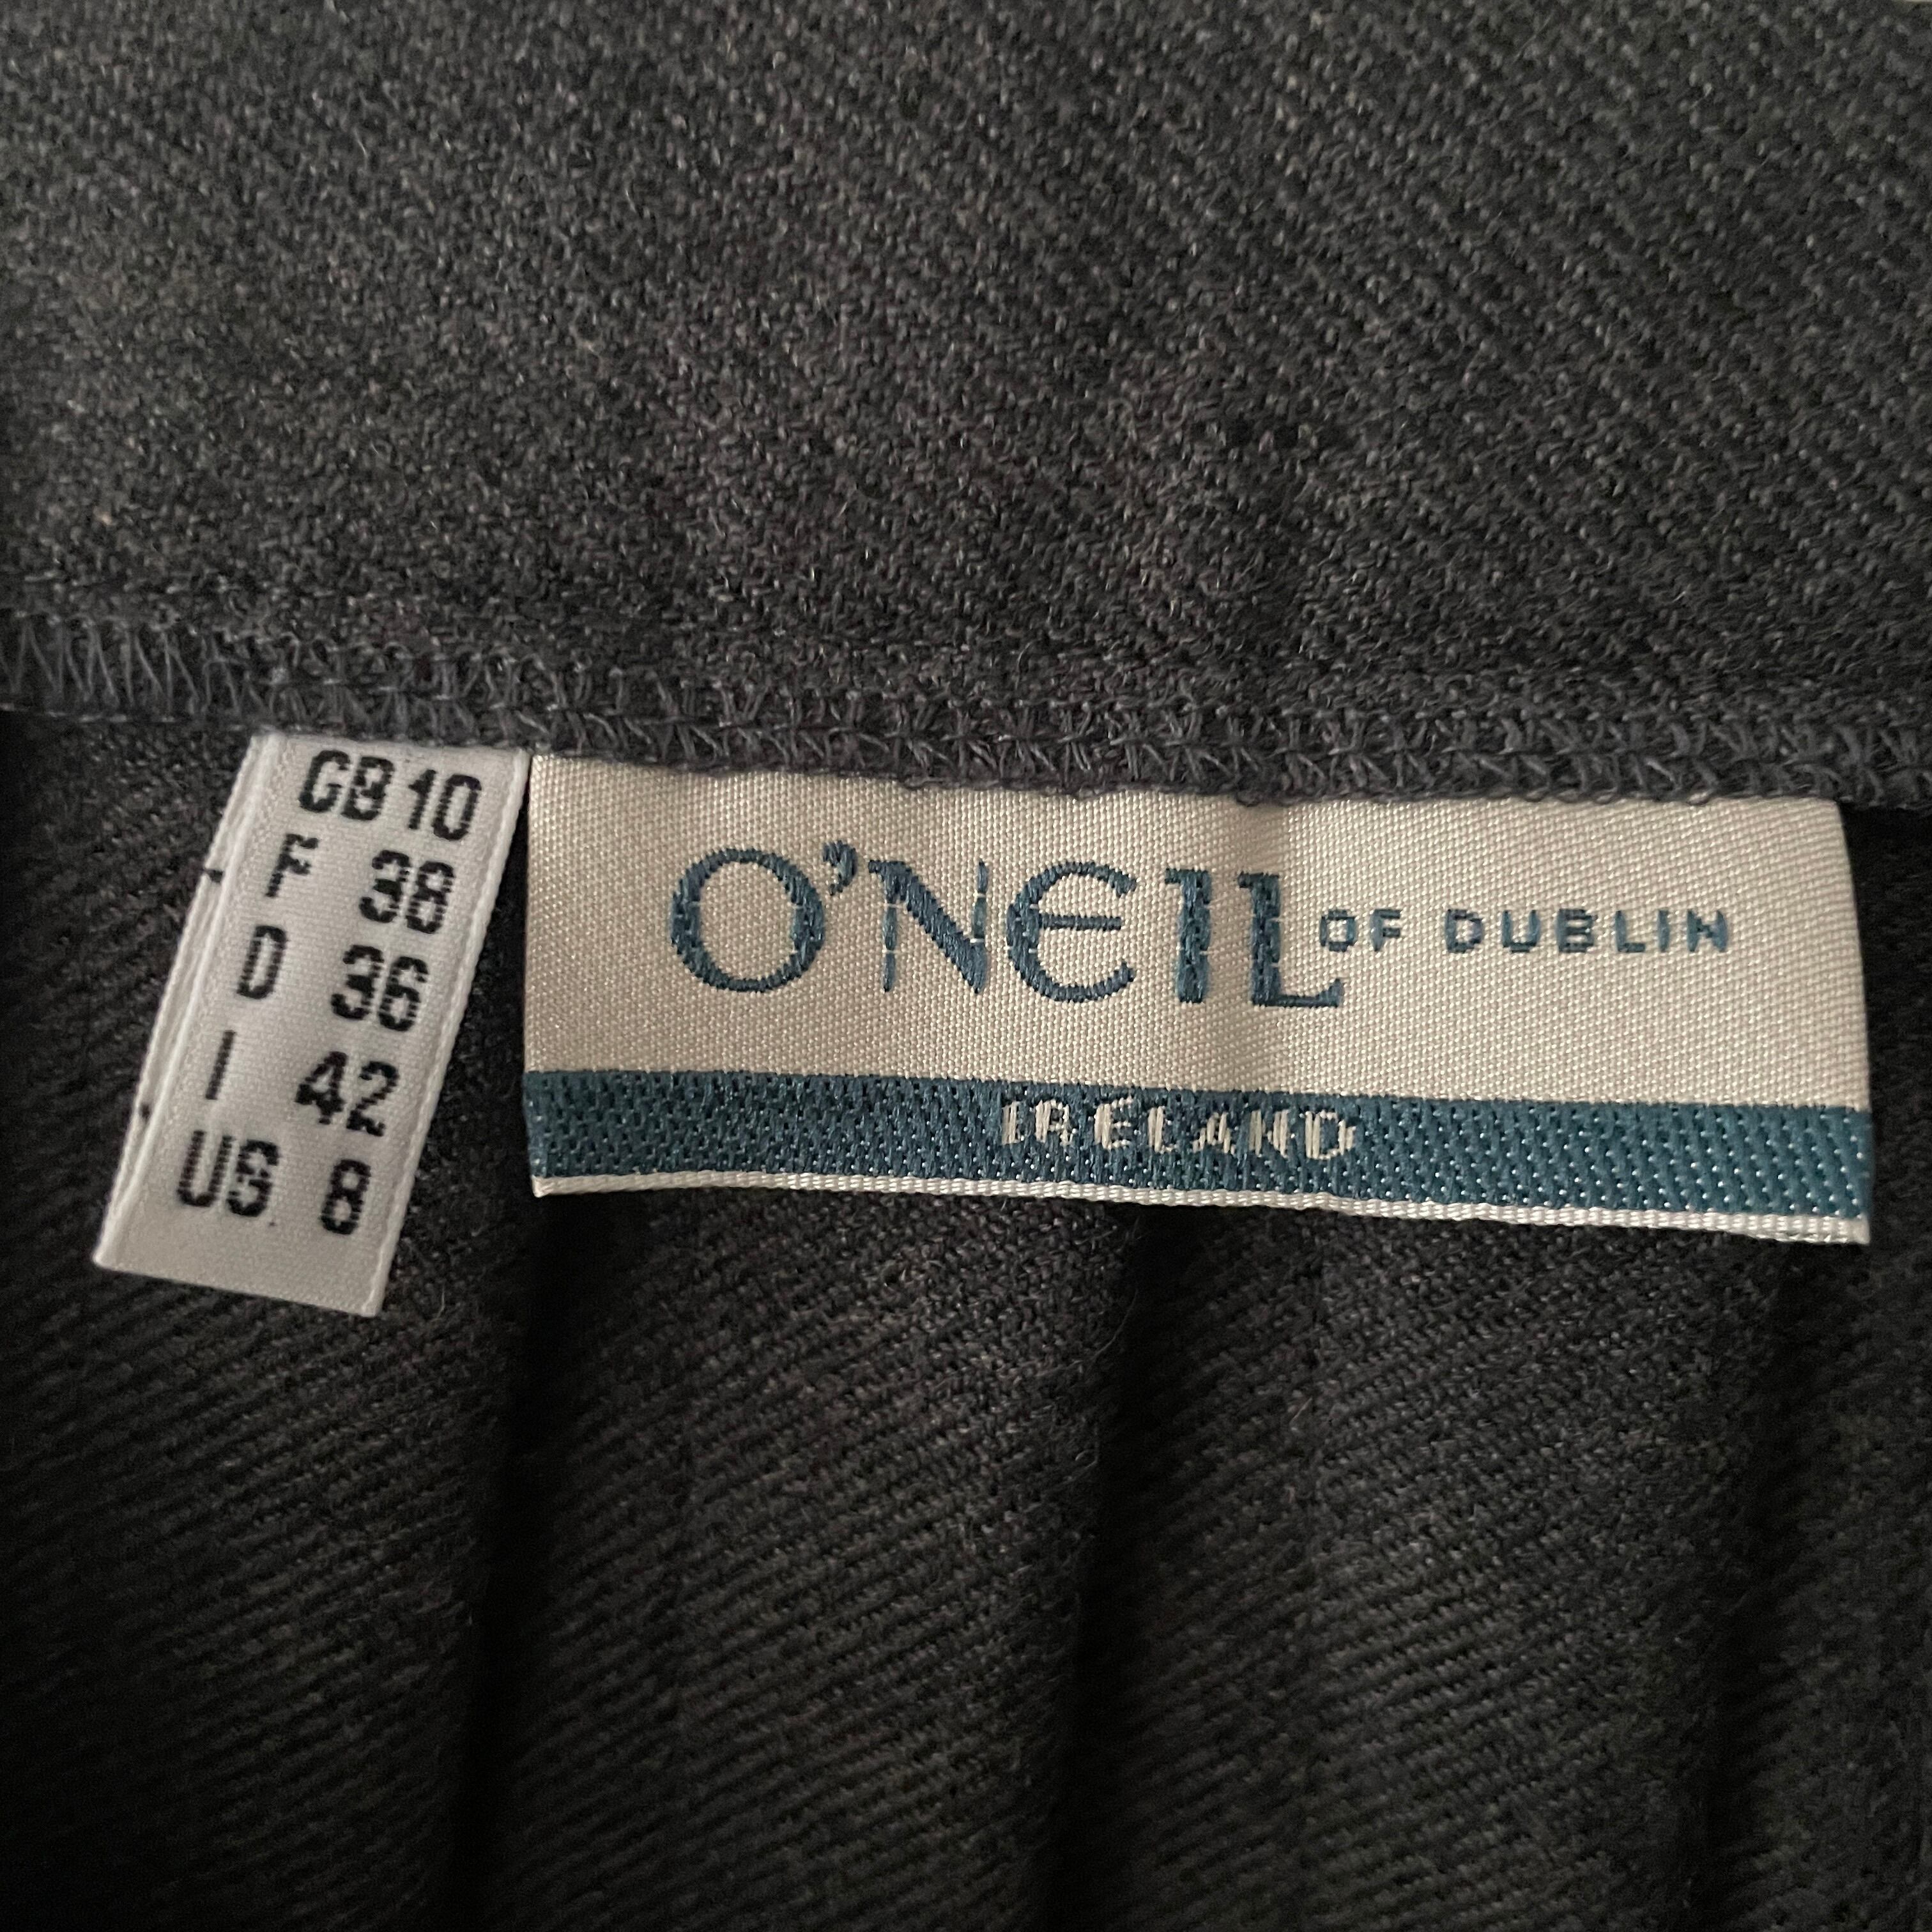 GB 10
F 38
D 36
I 42
US 8
O'NEIL OF DUBLIN
IRELAND